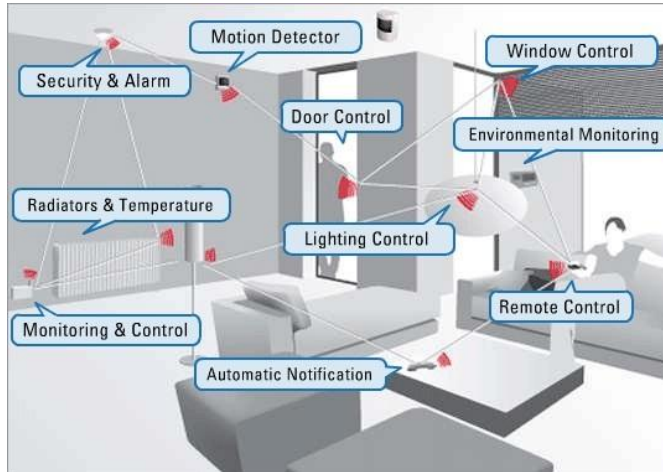 Motion Detector
Window Control
Security & Alarm
Door Control
Environmental Monitoring
Radiators & Temperature
Lighting Control
Remote Control
Monitoring & Control
Automatic Notification